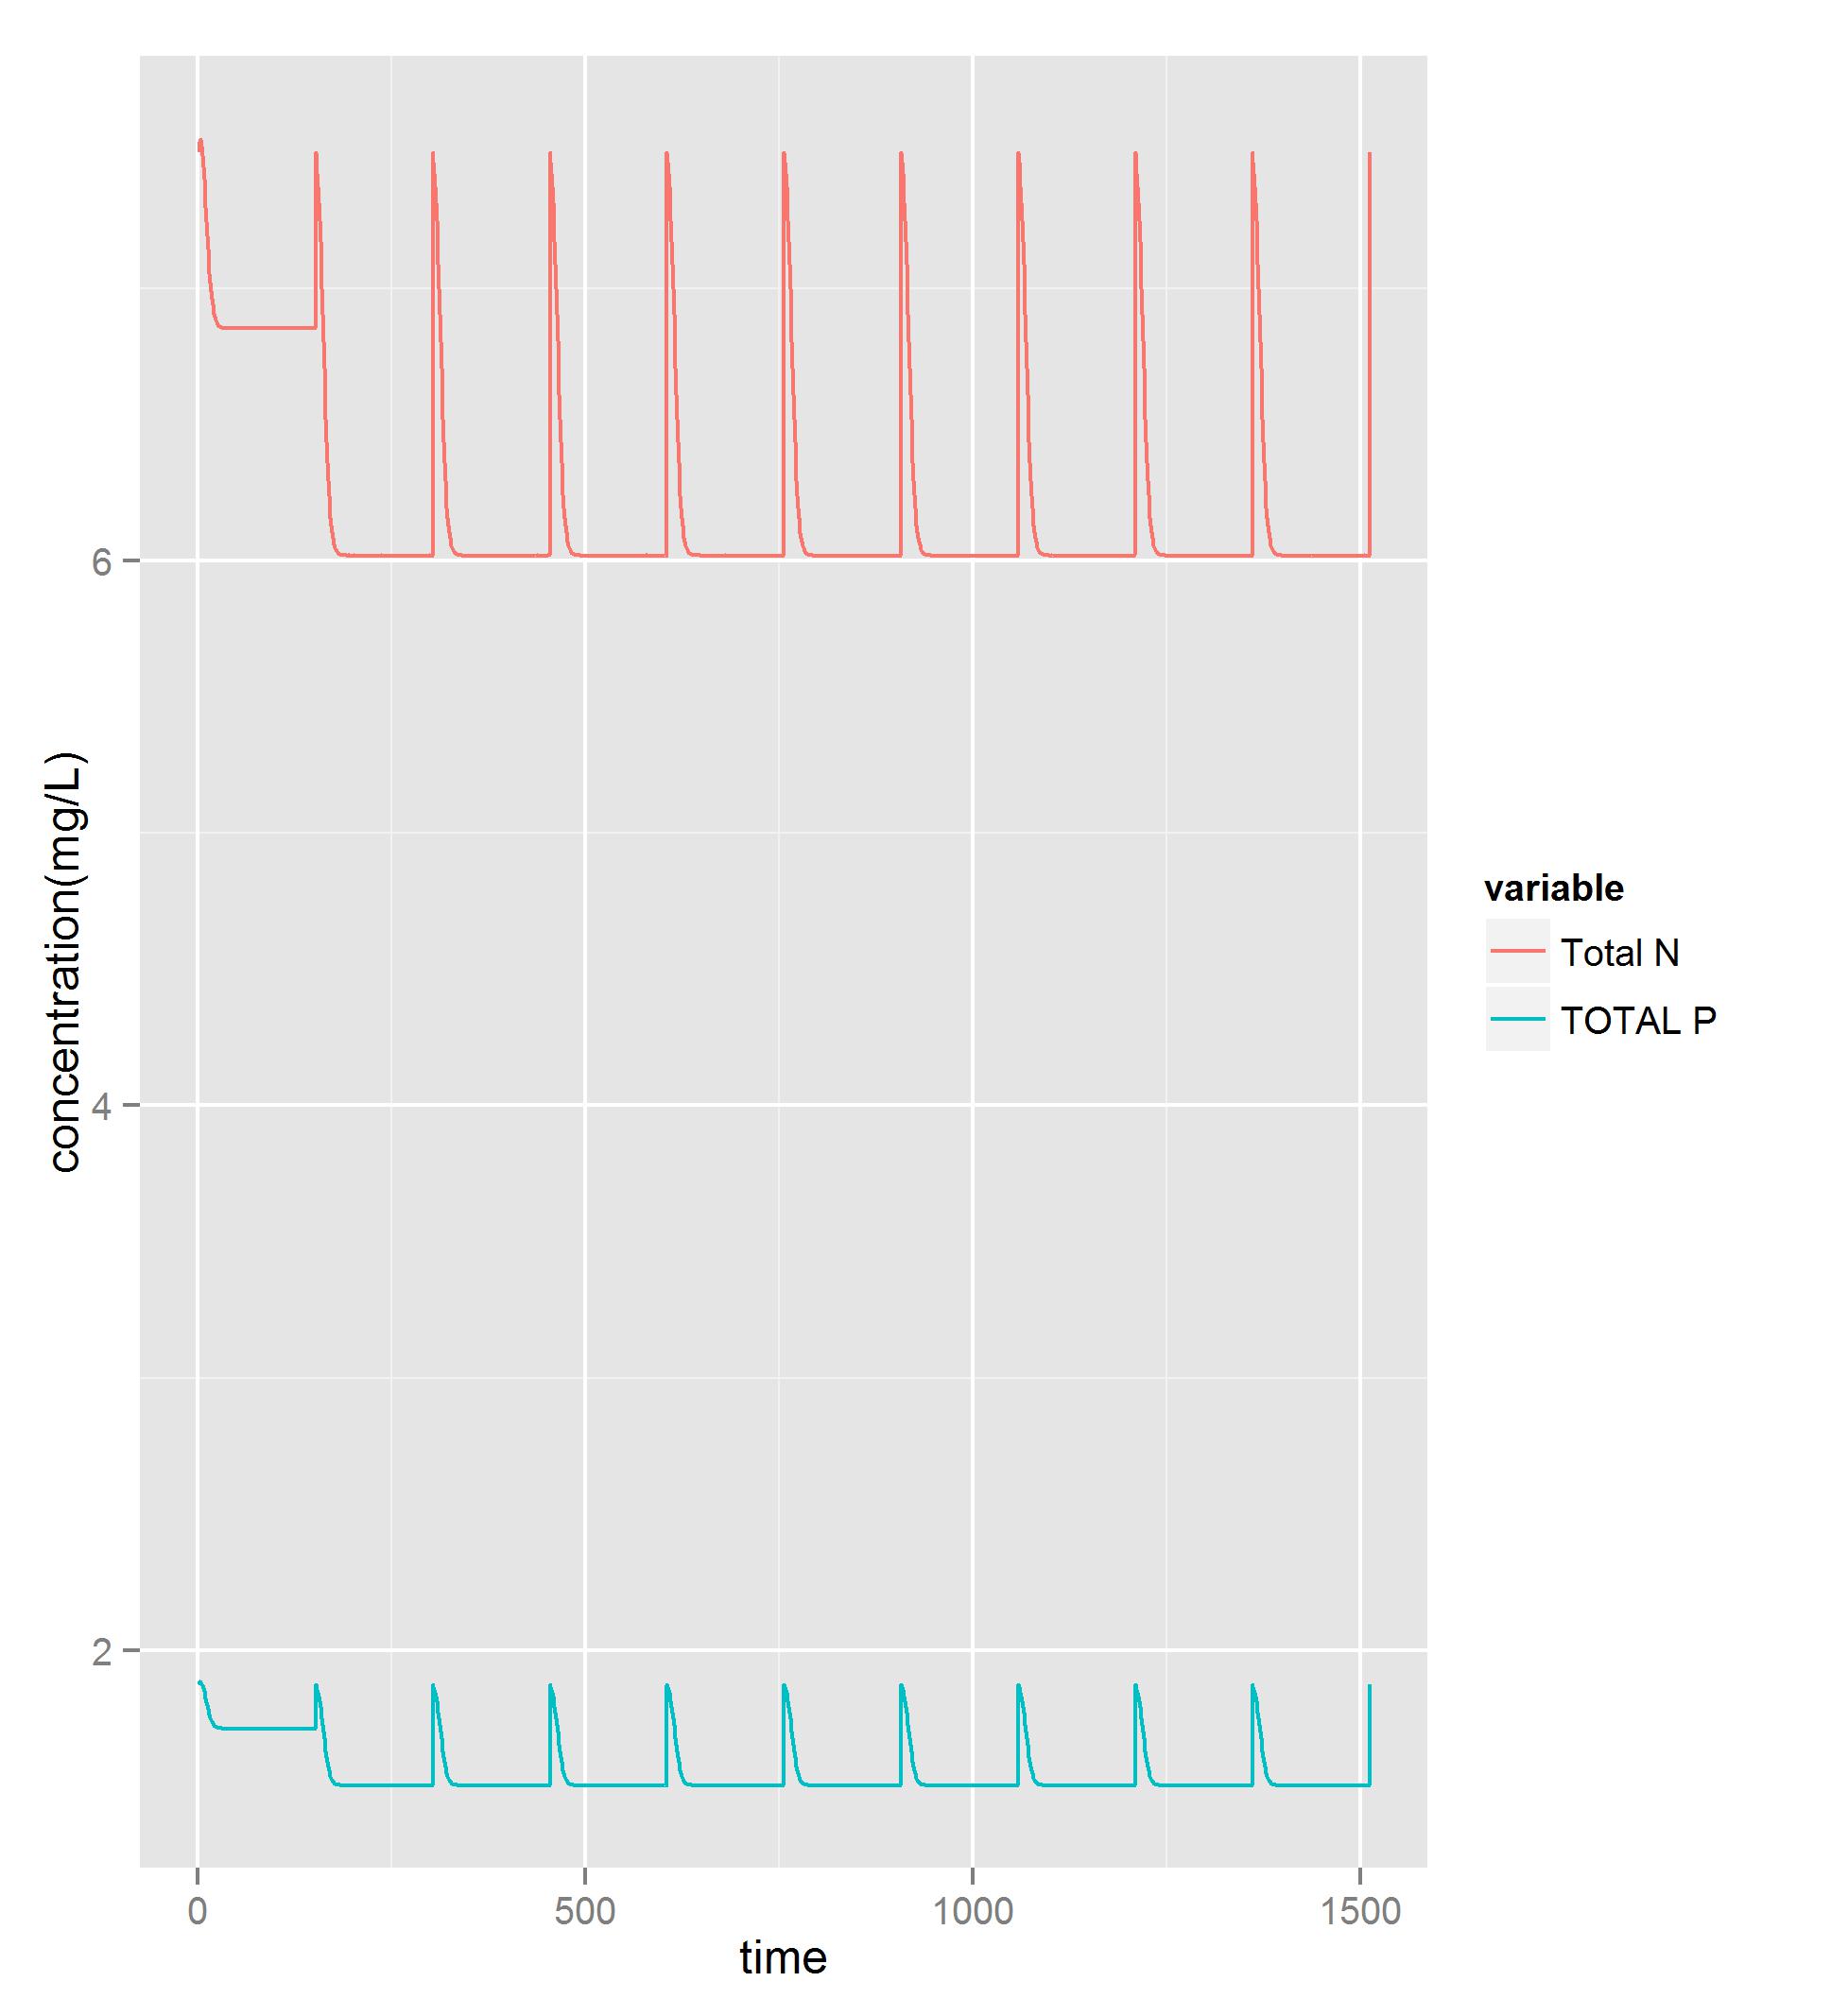 concentration(mg/L)
6
4
2
0 500 1000 1500
time
variable
Total N
TOTAL P